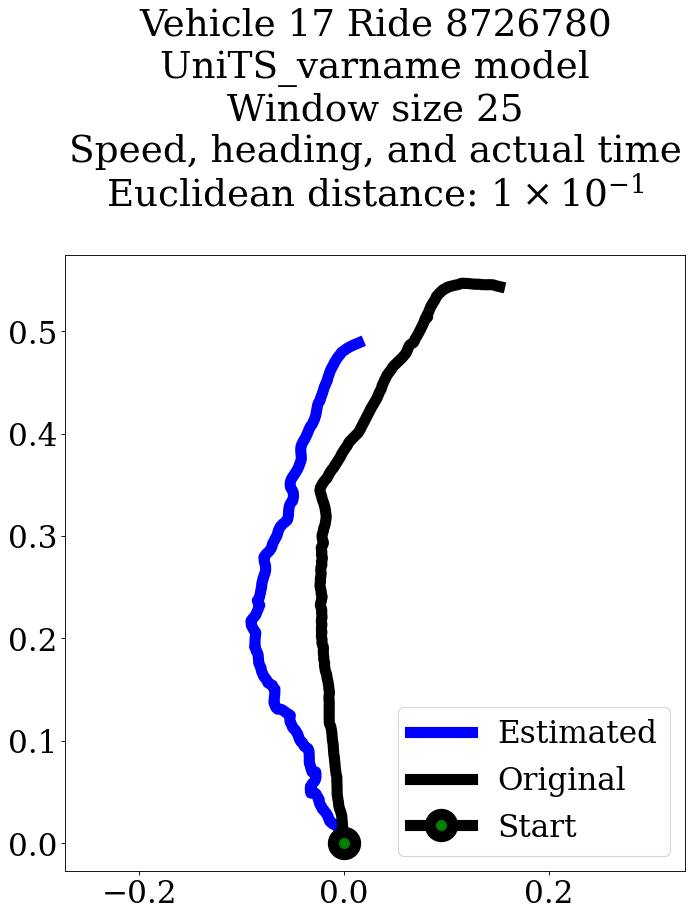 Vehicle 17 Ride 8726780
UniTS_varname model
Window size 25
Speed, heading, and actual time
Euclidean distance: 1 × 10⁻¹
0.5
0.4
0.3
0.2
0.1
0.0
−0.2 0.0 0.2
Estimated
Original
Start